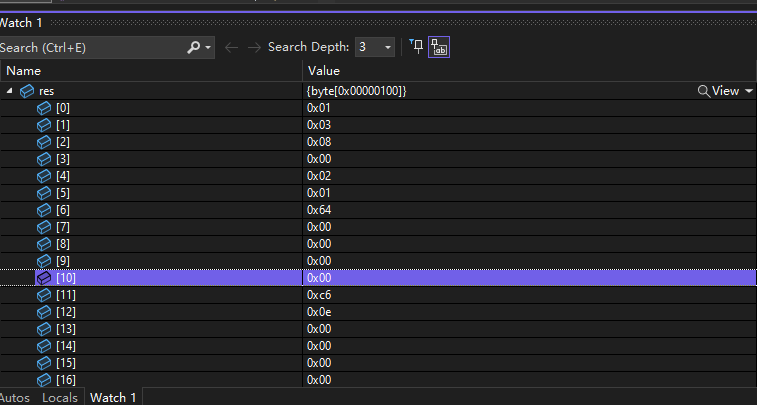 Watch 1
Search (Ctrl+E) Search Depth: 3
Name Value
res {byte[0x00000100]} View
[0] 0x01
[1] 0x03
[2] 0x08
[3] 0x00
[4] 0x02
[5] 0x01
[6] 0x64
[7] 0x00
[8] 0x00
[9] 0x00
[10] 0x00
[11] 0xc6
[12] 0x0e
[13] 0x00
[14] 0x00
[15] 0x00
[16] 0x00
Autos Locals Watch 1